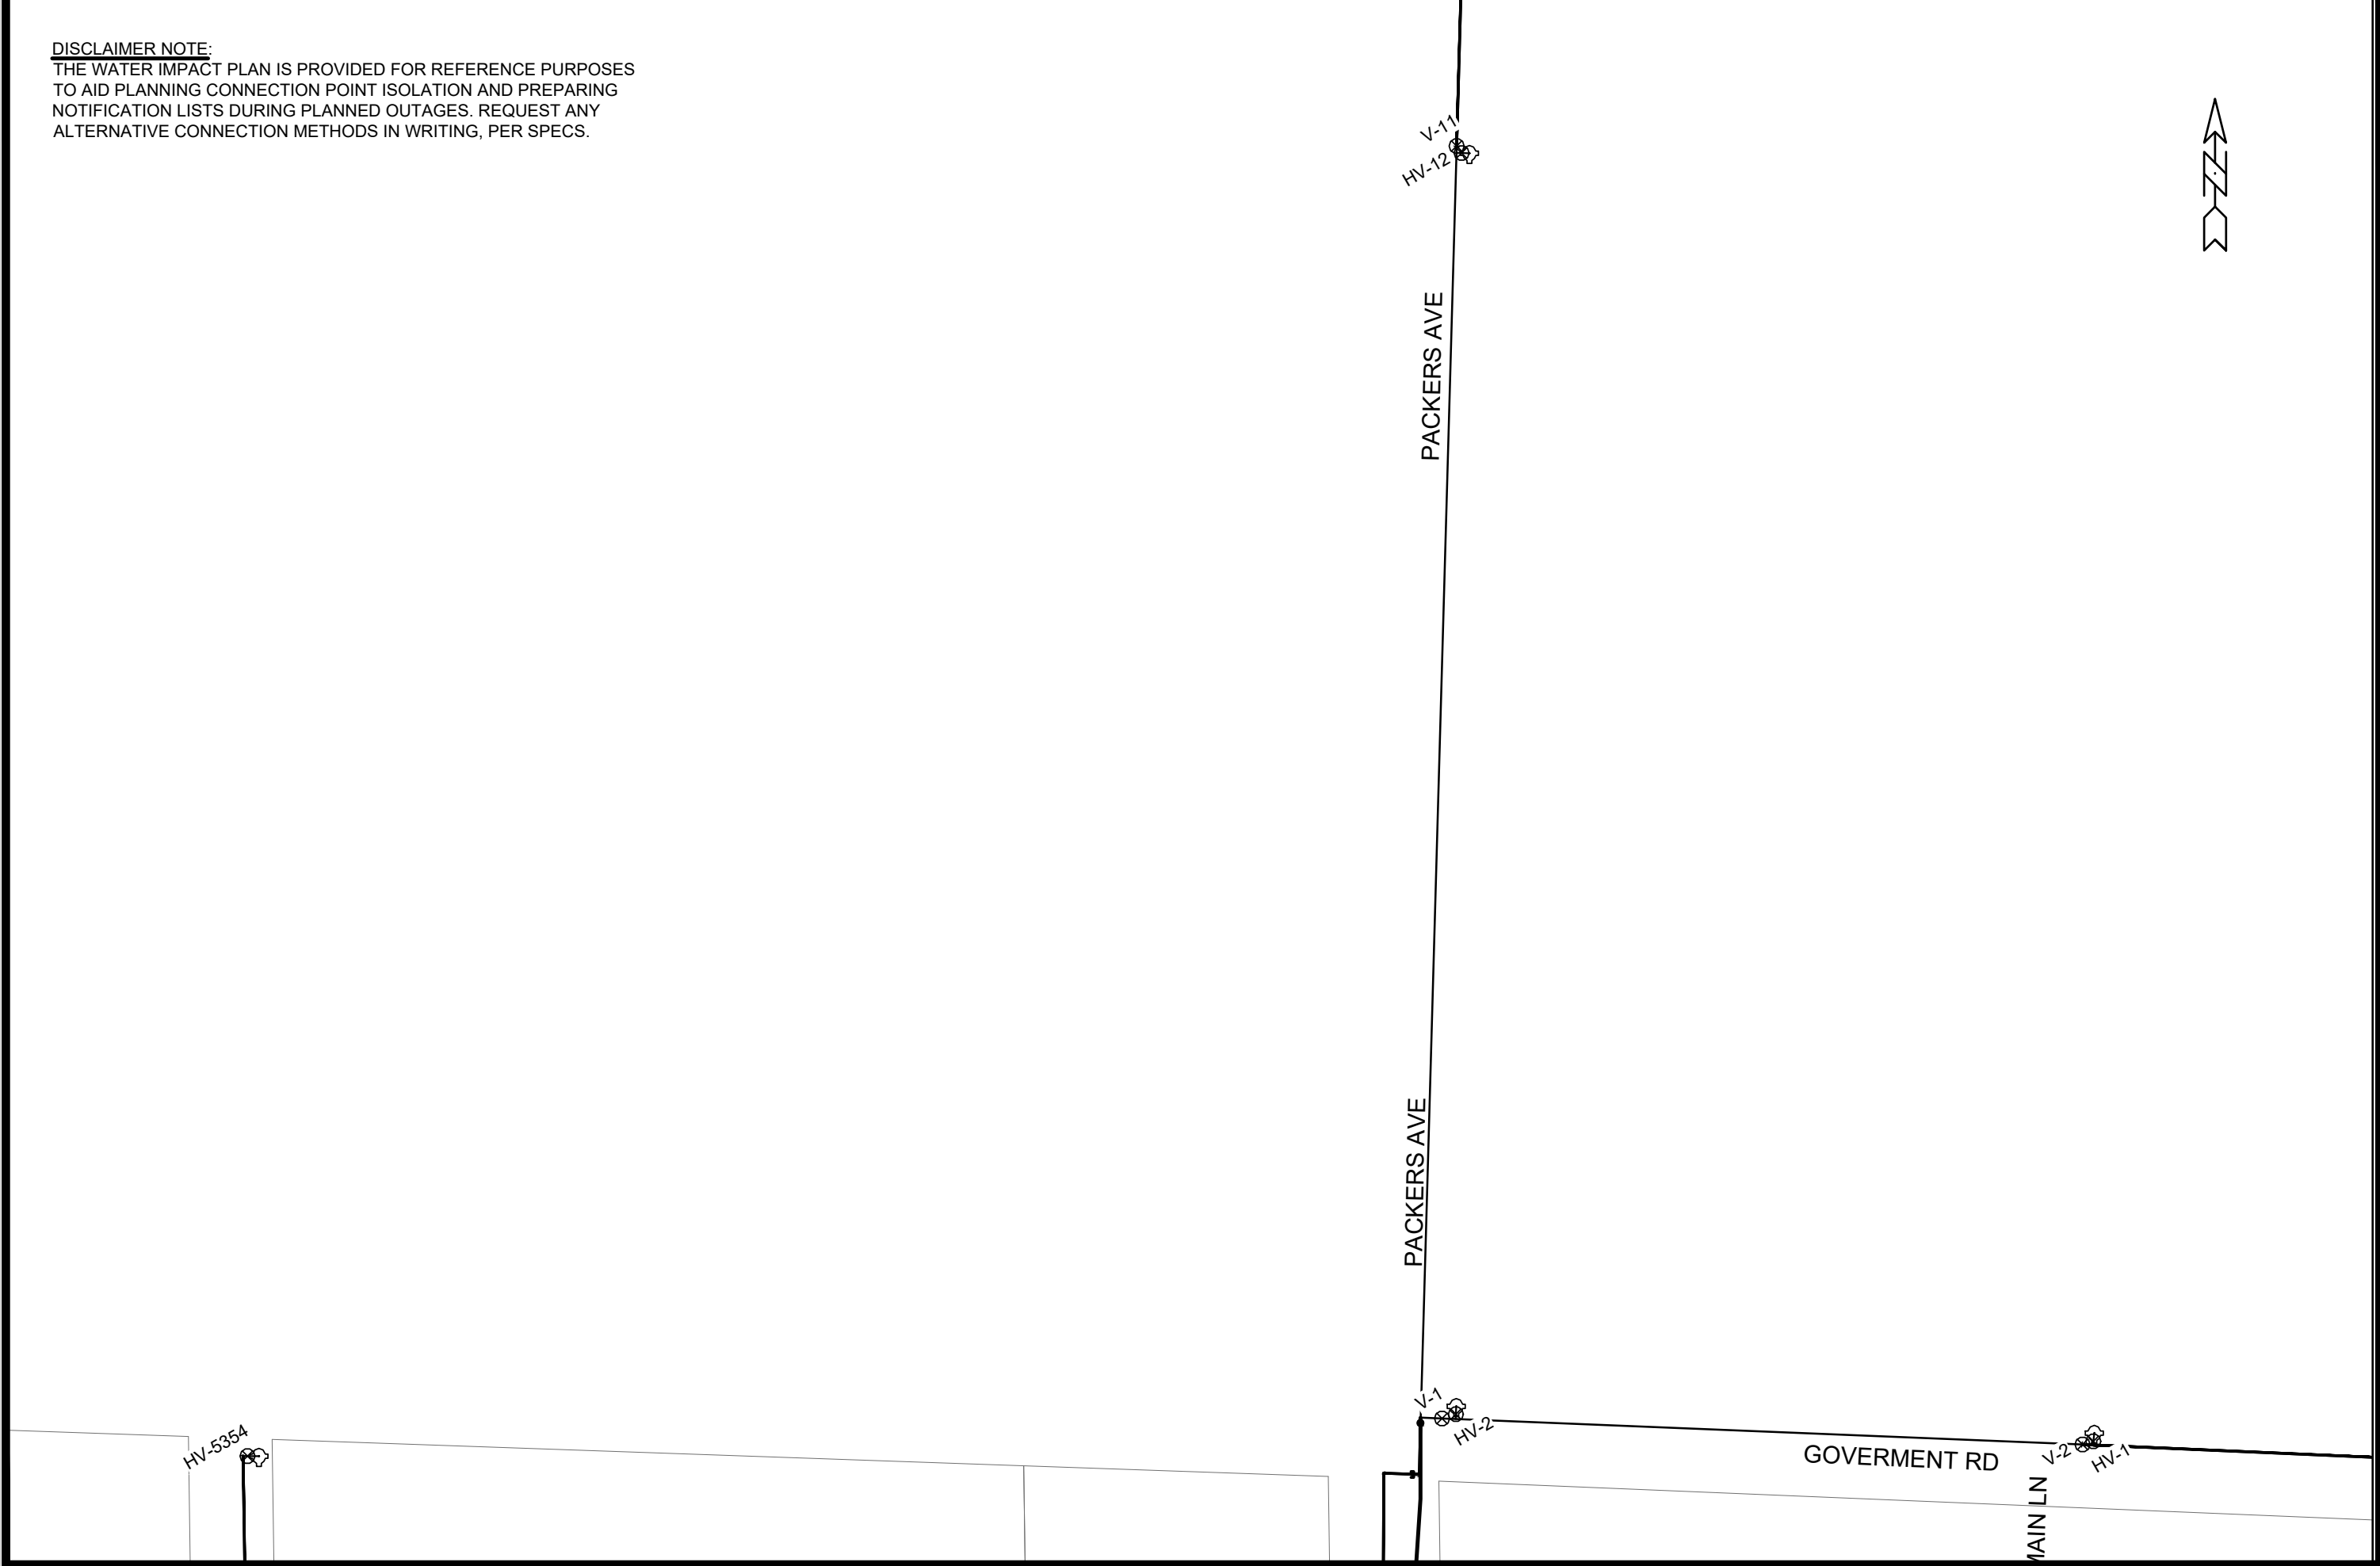 DISCLAIMER NOTE:
THE WATER IMPACT PLAN IS PROVIDED FOR REFERENCE PURPOSES
TO AID PLANNING CONNECTION POINT ISOLATION AND PREPARING
NOTIFICATION LISTS DURING PLANNED OUTAGES. REQUEST ANY
ALTERNATIVE CONNECTION METHODS IN WRITING, PER SPECS.
V-11
HV-12
N
PACKERS AVE
PACKERS AVE
V-1
HV-2
HV-5354
GOVERMENT RD
V-2
HV-1
MAIN LN